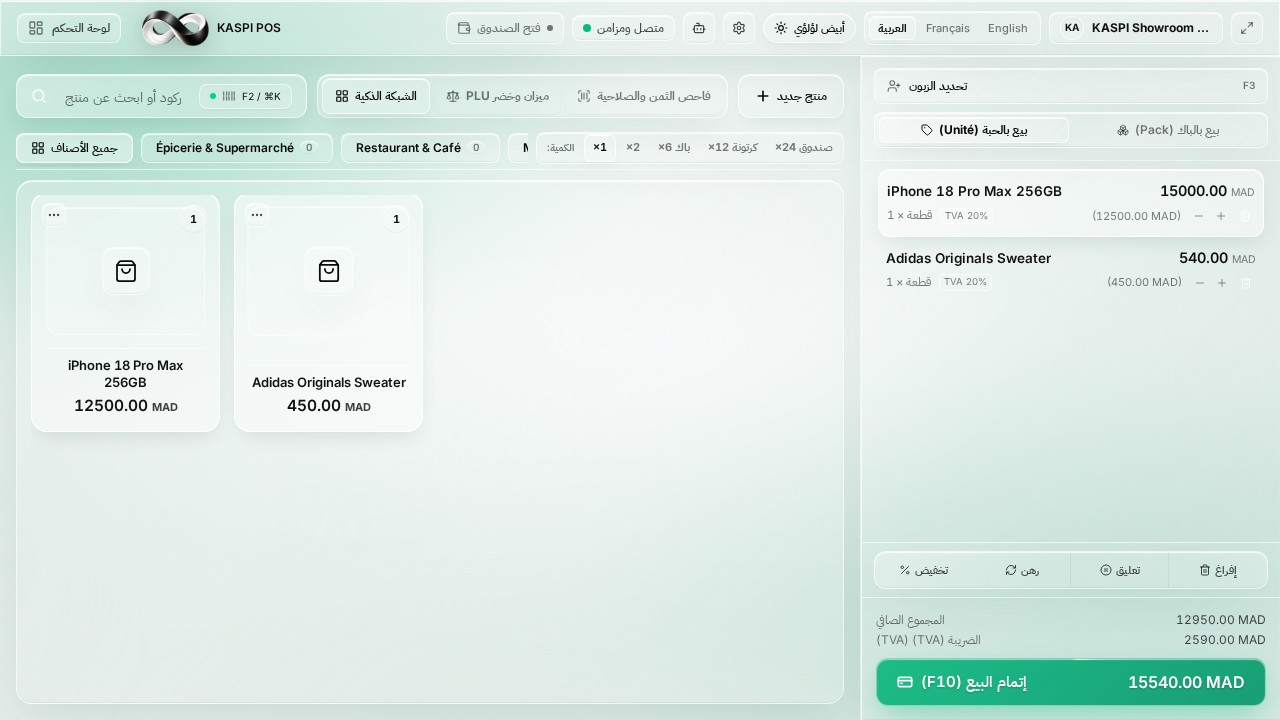 لوحة التحكم
KASPI POS
فتح الصندوق
متصل ومزامن
أبيض لؤلؤي
العربية Français English
KA KASPI Showroom ...
ركود أو ابحث عن منتج
F2 / ⌘K
الشبكة الذكية
ميزان وخضر PLU
فاحص الثمن والصلاحية
منتج جديد
جميع الأصناف
Épicerie & Supermarché 0
Restaurant & Café 0
الكمية: ×1 ×2 باك 6× كرتونة 12× صندوق 24×
1
iPhone 18 Pro Max
256GB
12500.00 MAD
1
Adidas Originals Sweater
450.00 MAD
تحديد الزبون F3
بيع بالحبة (Unité)
بيع بالباك (Pack)
iPhone 18 Pro Max 256GB 15000.00 MAD
1 × قطعة TVA 20% (12500.00 MAD) − +
Adidas Originals Sweater 540.00 MAD
1 × قطعة TVA 20% (450.00 MAD) − +
تخفيض
رهن
تعليق
إفراغ
المجموع الصافي 12950.00 MAD
الضريبة (TVA) (TVA) 2590.00 MAD
إتمام البيع (F10) 15540.00 MAD